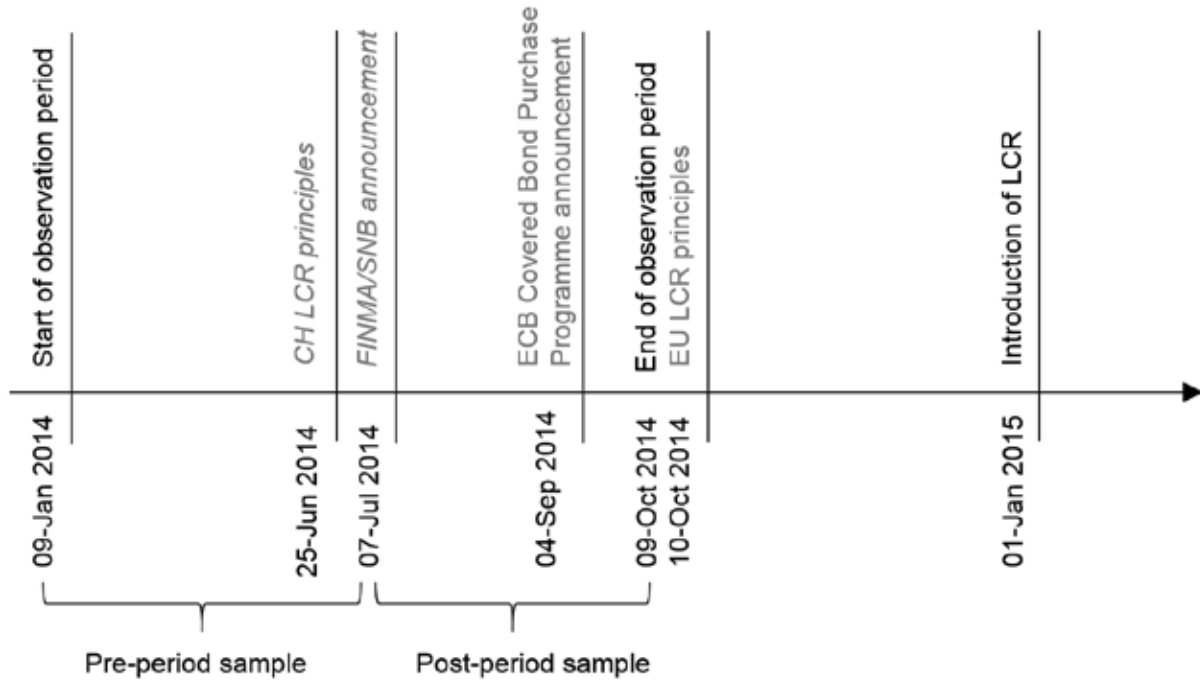 Start of observation period
CH LCR principles
FINMA/SNB announcement
ECB Covered Bond Purchase
Programme announcement
End of observation period
EU LCR principles
Introduction of LCR
09-Jan 2014
25-Jun 2014
07-Jul 2014
04-Sep 2014
09-Oct 2014
10-Oct 2014
01-Jan 2015
Pre-period sample
Post-period sample